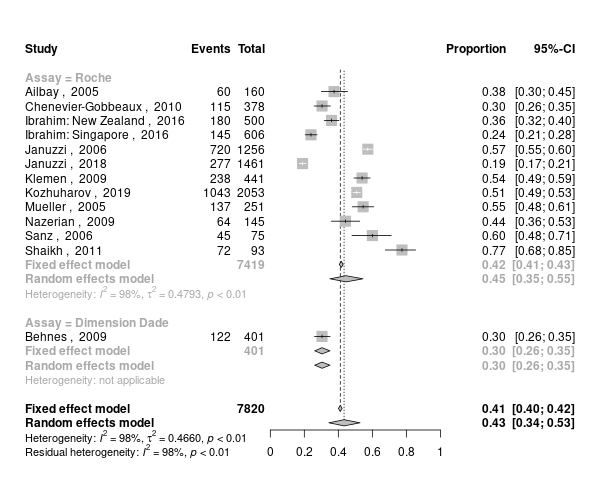 Study Events Total Proportion 95%-CI
Assay = Roche
Ailbay , 2005 60 160 0.38 [0.30; 0.45]
Chenevier-Gobbeaux , 2010 115 378 0.30 [0.26; 0.35]
Ibrahim: New Zealand , 2016 180 500 0.36 [0.32; 0.40]
Ibrahim: Singapore , 2016 145 606 0.24 [0.21; 0.28]
Januzzi , 2006 720 1256 0.57 [0.55; 0.60]
Januzzi , 2018 277 1461 0.19 [0.17; 0.21]
Klemen , 2009 238 441 0.54 [0.49; 0.59]
Kozhuharov , 2019 1043 2053 0.51 [0.49; 0.53]
Mueller , 2005 137 251 0.55 [0.48; 0.61]
Nazerian , 2009 64 145 0.44 [0.36; 0.53]
Sanz , 2006 45 75 0.60 [0.48; 0.71]
Shaikh , 2011 72 93 0.77 [0.68; 0.85]
Fixed effect model 7419 0.42 [0.41; 0.43]
Random effects model 0.45 [0.35; 0.55]
Heterogeneity: I² = 98%, τ² = 0.4793, p < 0.01
Assay = Dimension Dade
Behnes , 2009 122 401 0.30 [0.26; 0.35]
Fixed effect model 401 0.30 [0.26; 0.35]
Random effects model 0.30 [0.26; 0.35]
Heterogeneity: not applicable
Fixed effect model 7820 0.41 [0.40; 0.42]
Random effects model 0.43 [0.34; 0.53]
Heterogeneity: I² = 98%, τ² = 0.4660, p < 0.01
Residual heterogeneity: I² = 98%, p < 0.01
0 0.2 0.4 0.6 0.8 1